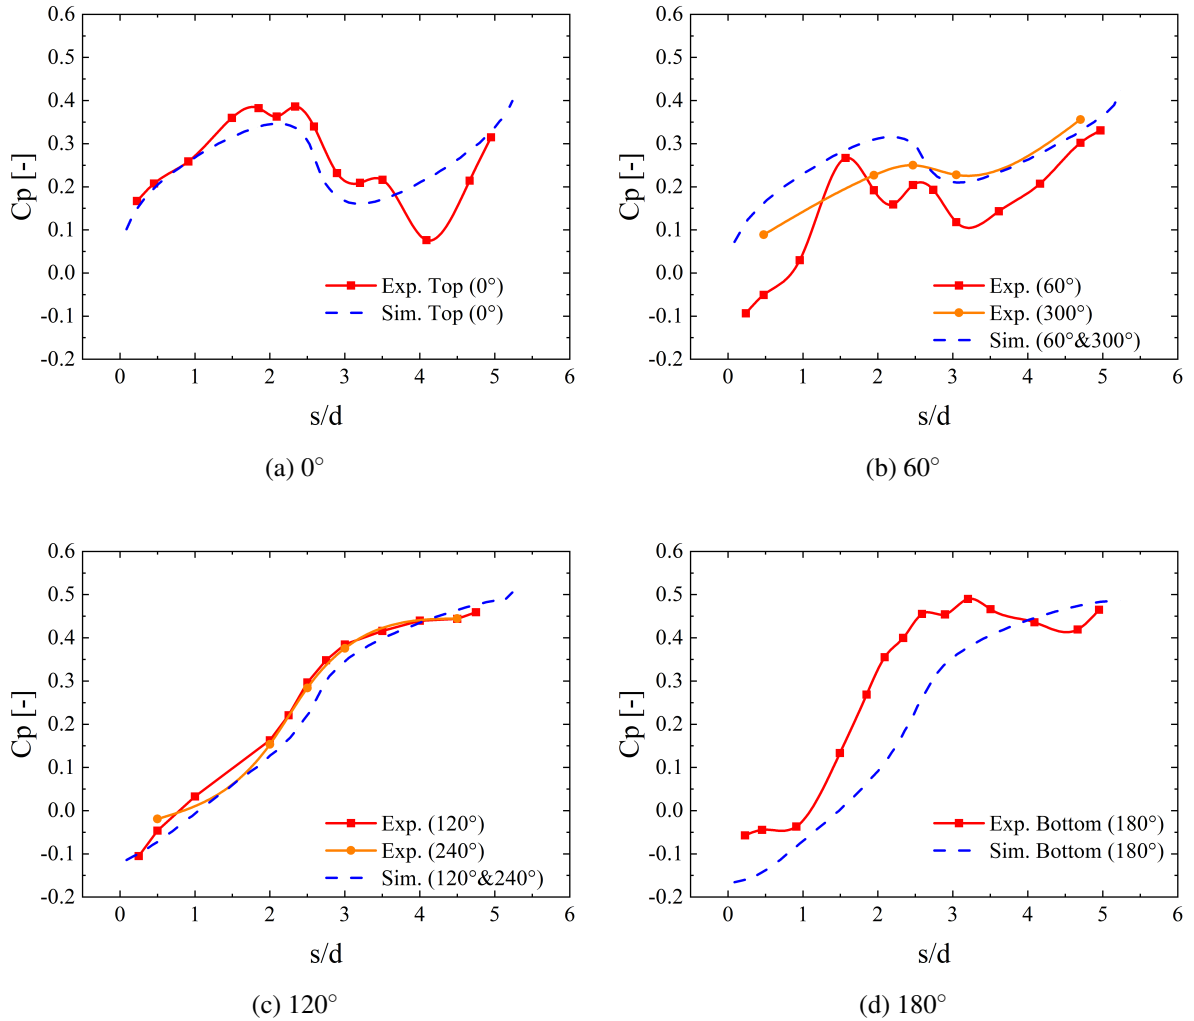 0.6
0.5
0.4
0.3
0.2
0.1
0.0
-0.1
-0.2
Cp [-]
Exp. Top (0°)
Sim. Top (0°)
0 1 2 3 4 5 6
s/d
(a) 0°
0.6
0.5
0.4
0.3
0.2
0.1
0.0
-0.1
-0.2
Cp [-]
Exp. (60°)
Exp. (300°)
Sim. (60°&300°)
0 1 2 3 4 5 6
s/d
(b) 60°
0.6
0.5
0.4
0.3
0.2
0.1
0.0
-0.1
-0.2
Cp [-]
Exp. (120°)
Exp. (240°)
Sim. (120°&240°)
0 1 2 3 4 5 6
s/d
(c) 120°
0.6
0.5
0.4
0.3
0.2
0.1
0.0
-0.1
-0.2
Cp [-]
Exp. Bottom (180°)
Sim. Bottom (180°)
0 1 2 3 4 5 6
s/d
(d) 180°